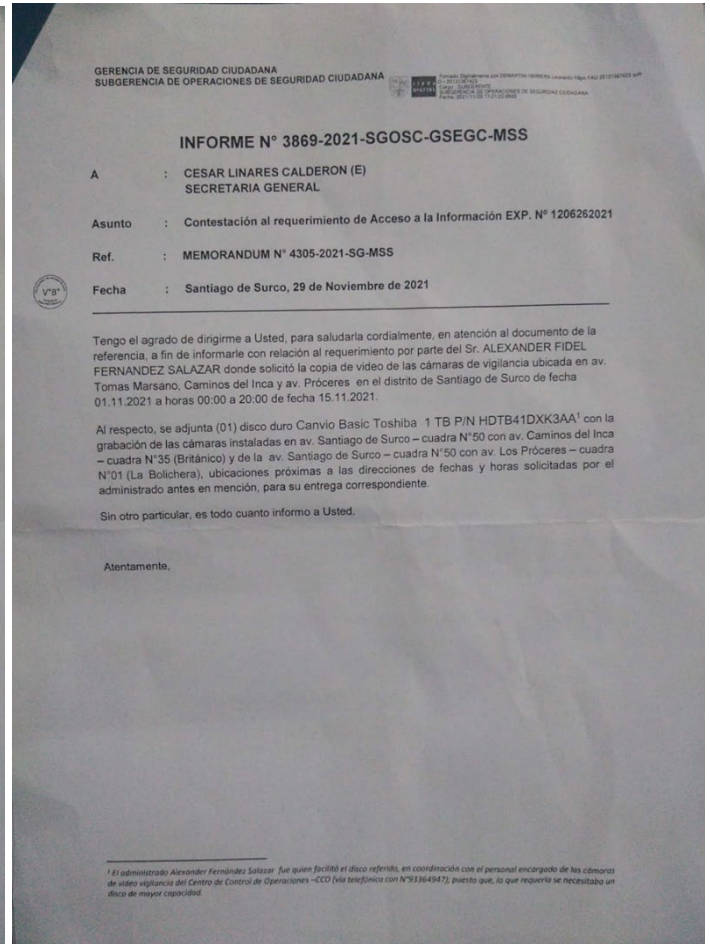 GERENCIA DE SEGURIDAD CIUDADANA
SUBGERENCIA DE OPERACIONES DE SEGURIDAD CIUDADANA
INFORME N° 3869-2021-SGOSC-GSEGC-MSS
A : CESAR LINARES CALDERON (E)
SECRETARIA GENERAL
Asunto : Contestación al requerimiento de Acceso a la Información EXP. N° 1206262021
Ref. : MEMORANDUM N° 4305-2021-SG-MSS
V°B°
Fecha : Santiago de Surco, 29 de Noviembre de 2021
Tengo el agrado de dirigirme a Usted, para saludarla cordialmente, en atención al documento de la
referencia, a fin de informarle con relación al requerimiento por parte del Sr. ALEXANDER FIDEL
FERNANDEZ SALAZAR donde solicitó la copia de video de las cámaras de vigilancia ubicada en av.
Tomas Marsano, Caminos del Inca y av. Próceres en el distrito de Santiago de Surco de fecha
01.11.2021 a horas 00:00 a 20:00 de fecha 15.11.2021.
Al respecto, se adjunta (01) disco duro Canvio Basic Toshiba 1 TB P/N HDTB41DXK3AA¹ con la
grabación de las cámaras instaladas en av. Santiago de Surco – cuadra N°50 con av. Caminos del Inca
– cuadra N°35 (Británico) y de la av. Santiago de Surco – cuadra N°50 con av. Los Próceres – cuadra
N°01 (La Bolichera), ubicaciones próximas a las direcciones de fechas y horas solicitadas por el
administrado antes en mención, para su entrega correspondiente.
Sin otro particular, es todo cuanto informo a Usted.
Atentamente,
¹ El administrado Alexander Fernández Salazar fue quien facilitó el disco referido, en coordinación con el personal encargado de las cámaras
de video vigilancia del Centro de Control de Operaciones –CCO (vía telefónica con N°93364947); puesto que, la que requería se necesitaba un
disco de mayor capacidad.